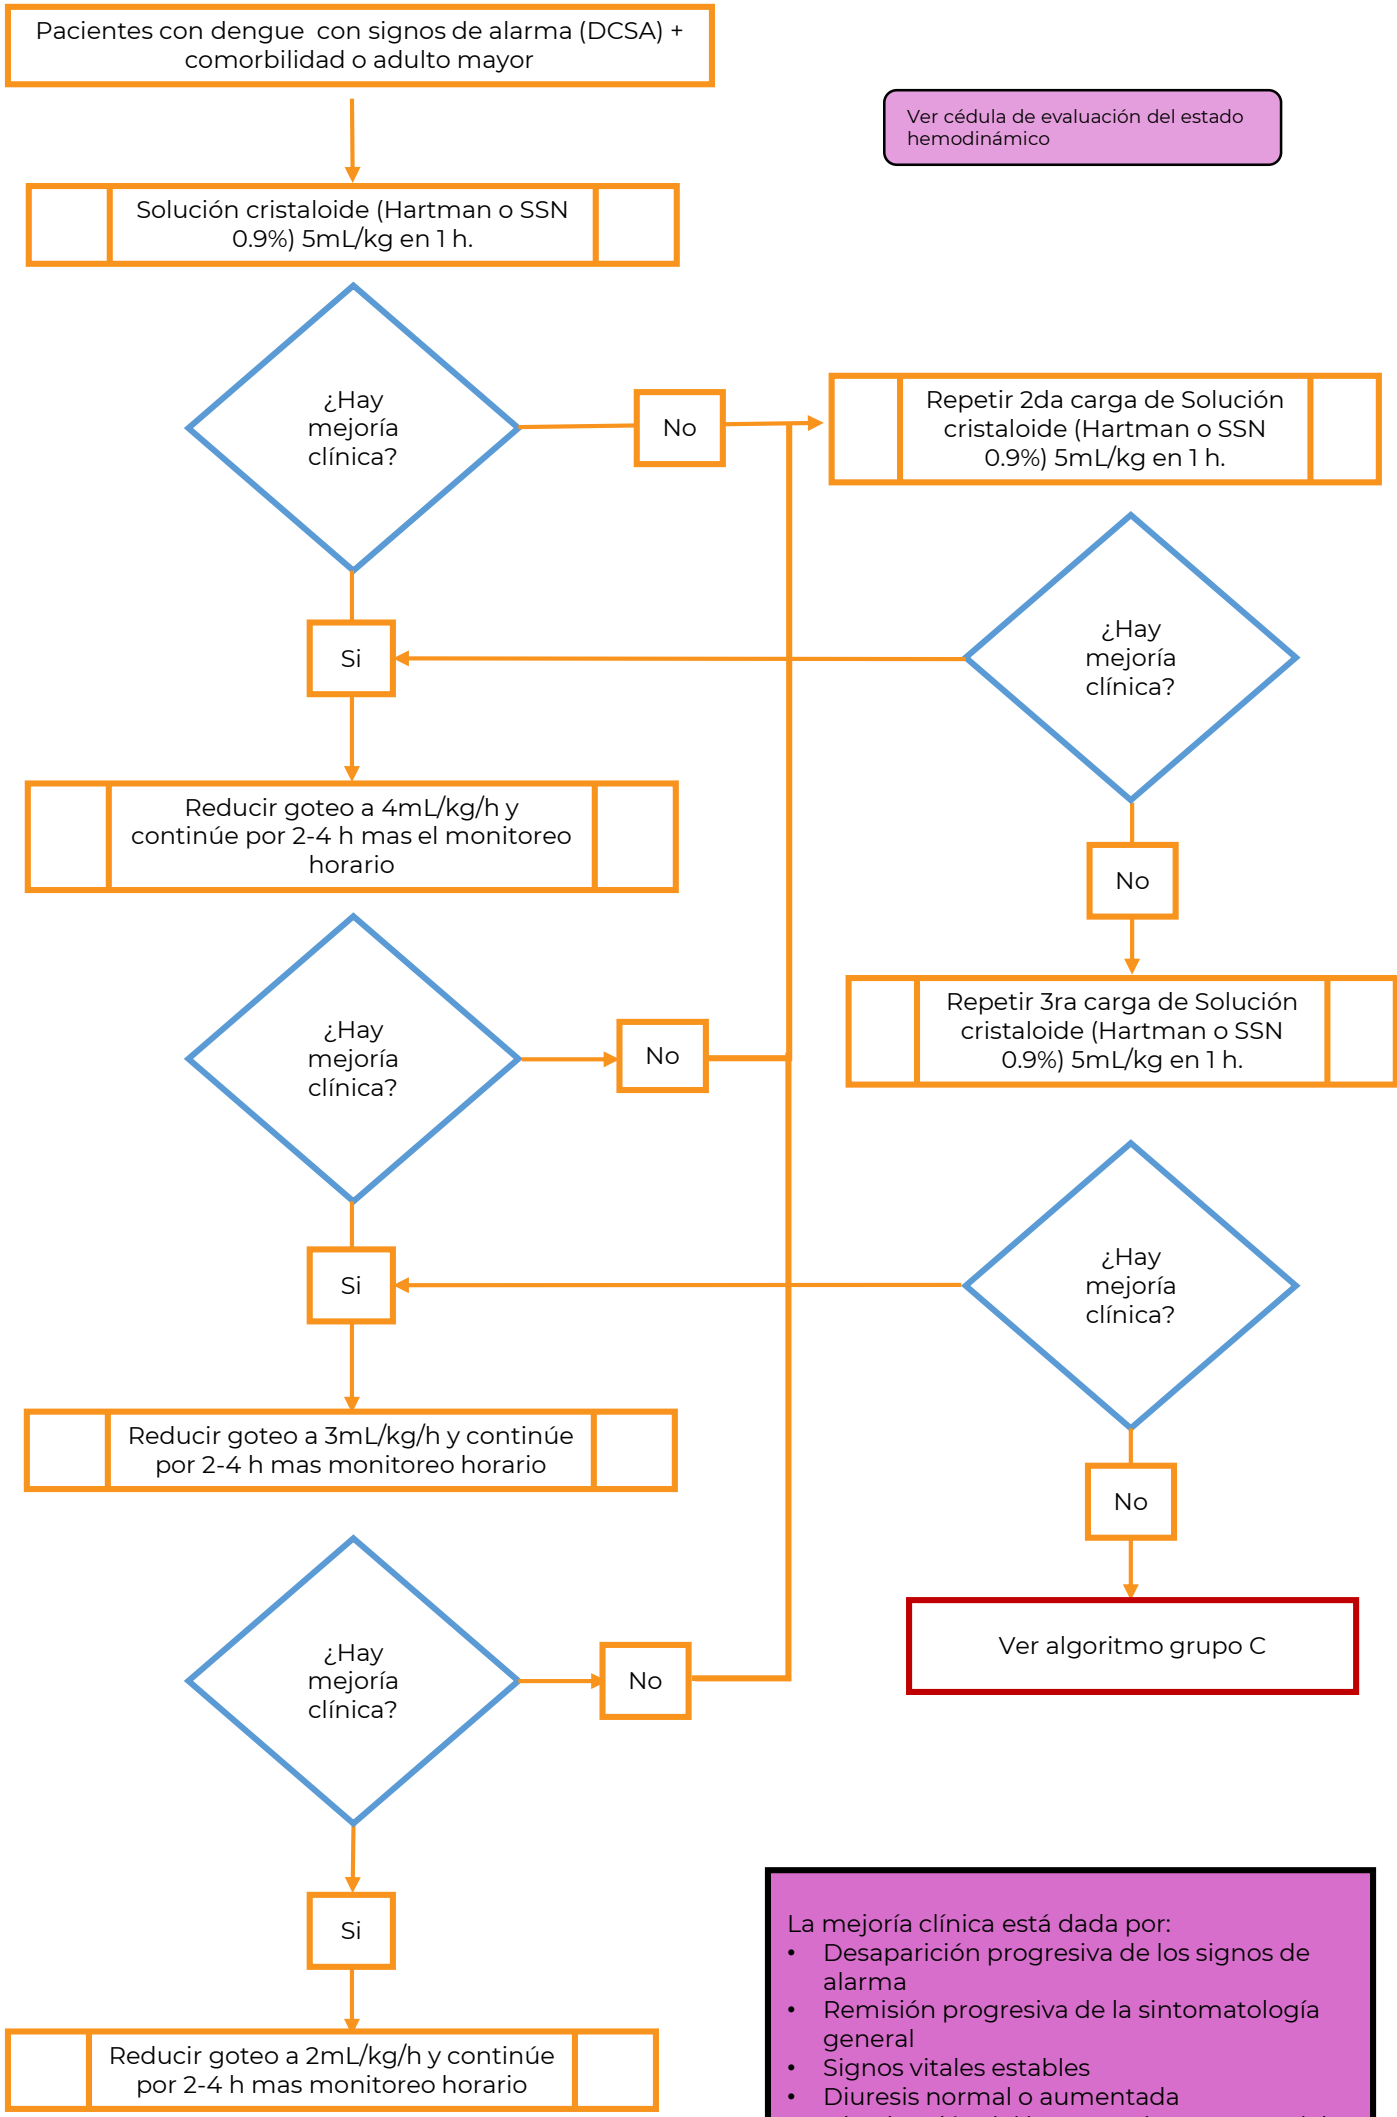 Pacientes con dengue con signos de alarma (DCSA) +
comorbilidad o adulto mayor
Ver cédula de evaluación del estado
hemodinámico
Solución cristaloide (Hartman o SSN
0.9%) 5mL/kg en 1 h.
¿Hay
mejoría
clínica?
No
Repetir 2da carga de Solución
cristaloide (Hartman o SSN
0.9%) 5mL/kg en 1 h.
Si
¿Hay
mejoría
clínica?
Reducir goteo a 4mL/kg/h y
continúe por 2-4 h mas el monitoreo
horario
No
¿Hay
mejoría
clínica?
No
Repetir 3ra carga de Solución
cristaloide (Hartman o SSN
0.9%) 5mL/kg en 1 h.
Si
¿Hay
mejoría
clínica?
Reducir goteo a 3mL/kg/h y continúe
por 2-4 h mas monitoreo horario
No
¿Hay
mejoría
clínica?
No
Ver algoritmo grupo C
Si
Reducir goteo a 2mL/kg/h y continúe
por 2-4 h mas monitoreo horario
La mejoría clínica está dada por:
• Desaparición progresiva de los signos de
alarma
• Remisión progresiva de la sintomatología
general
• Signos vitales estables
• Diuresis normal o aumentada